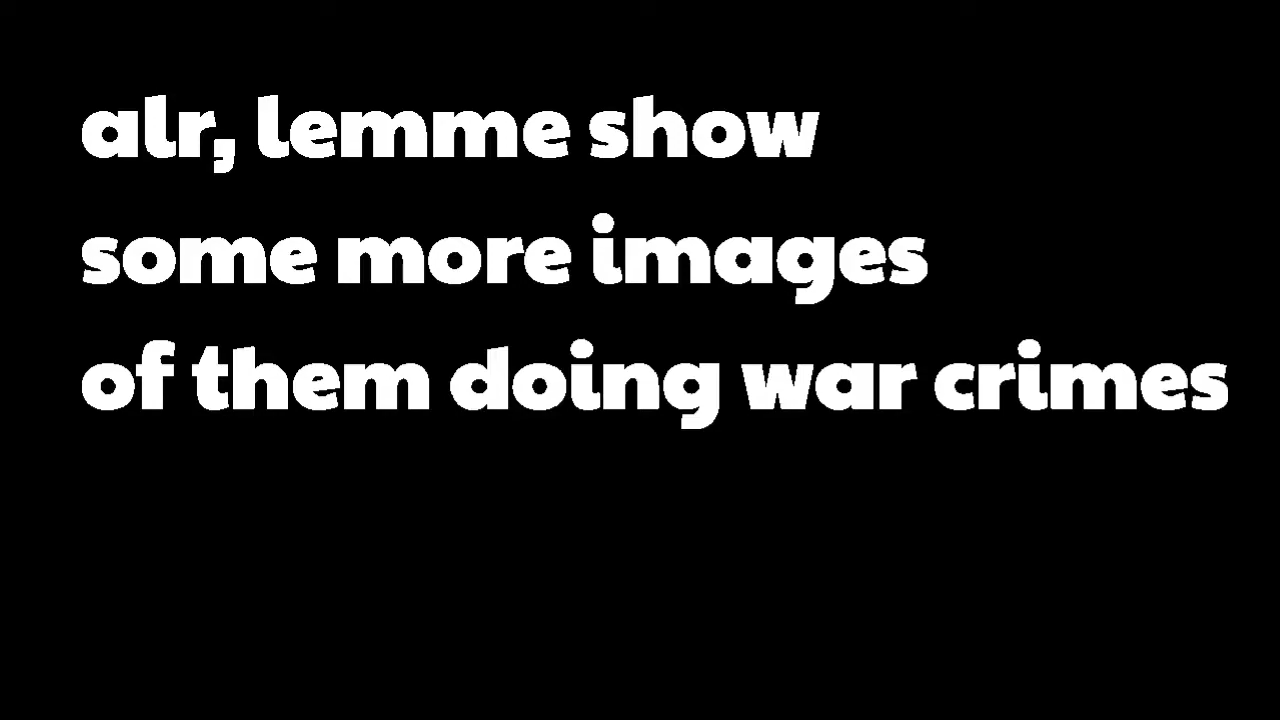 alr, lemme show
some more images
of them doing war crimes